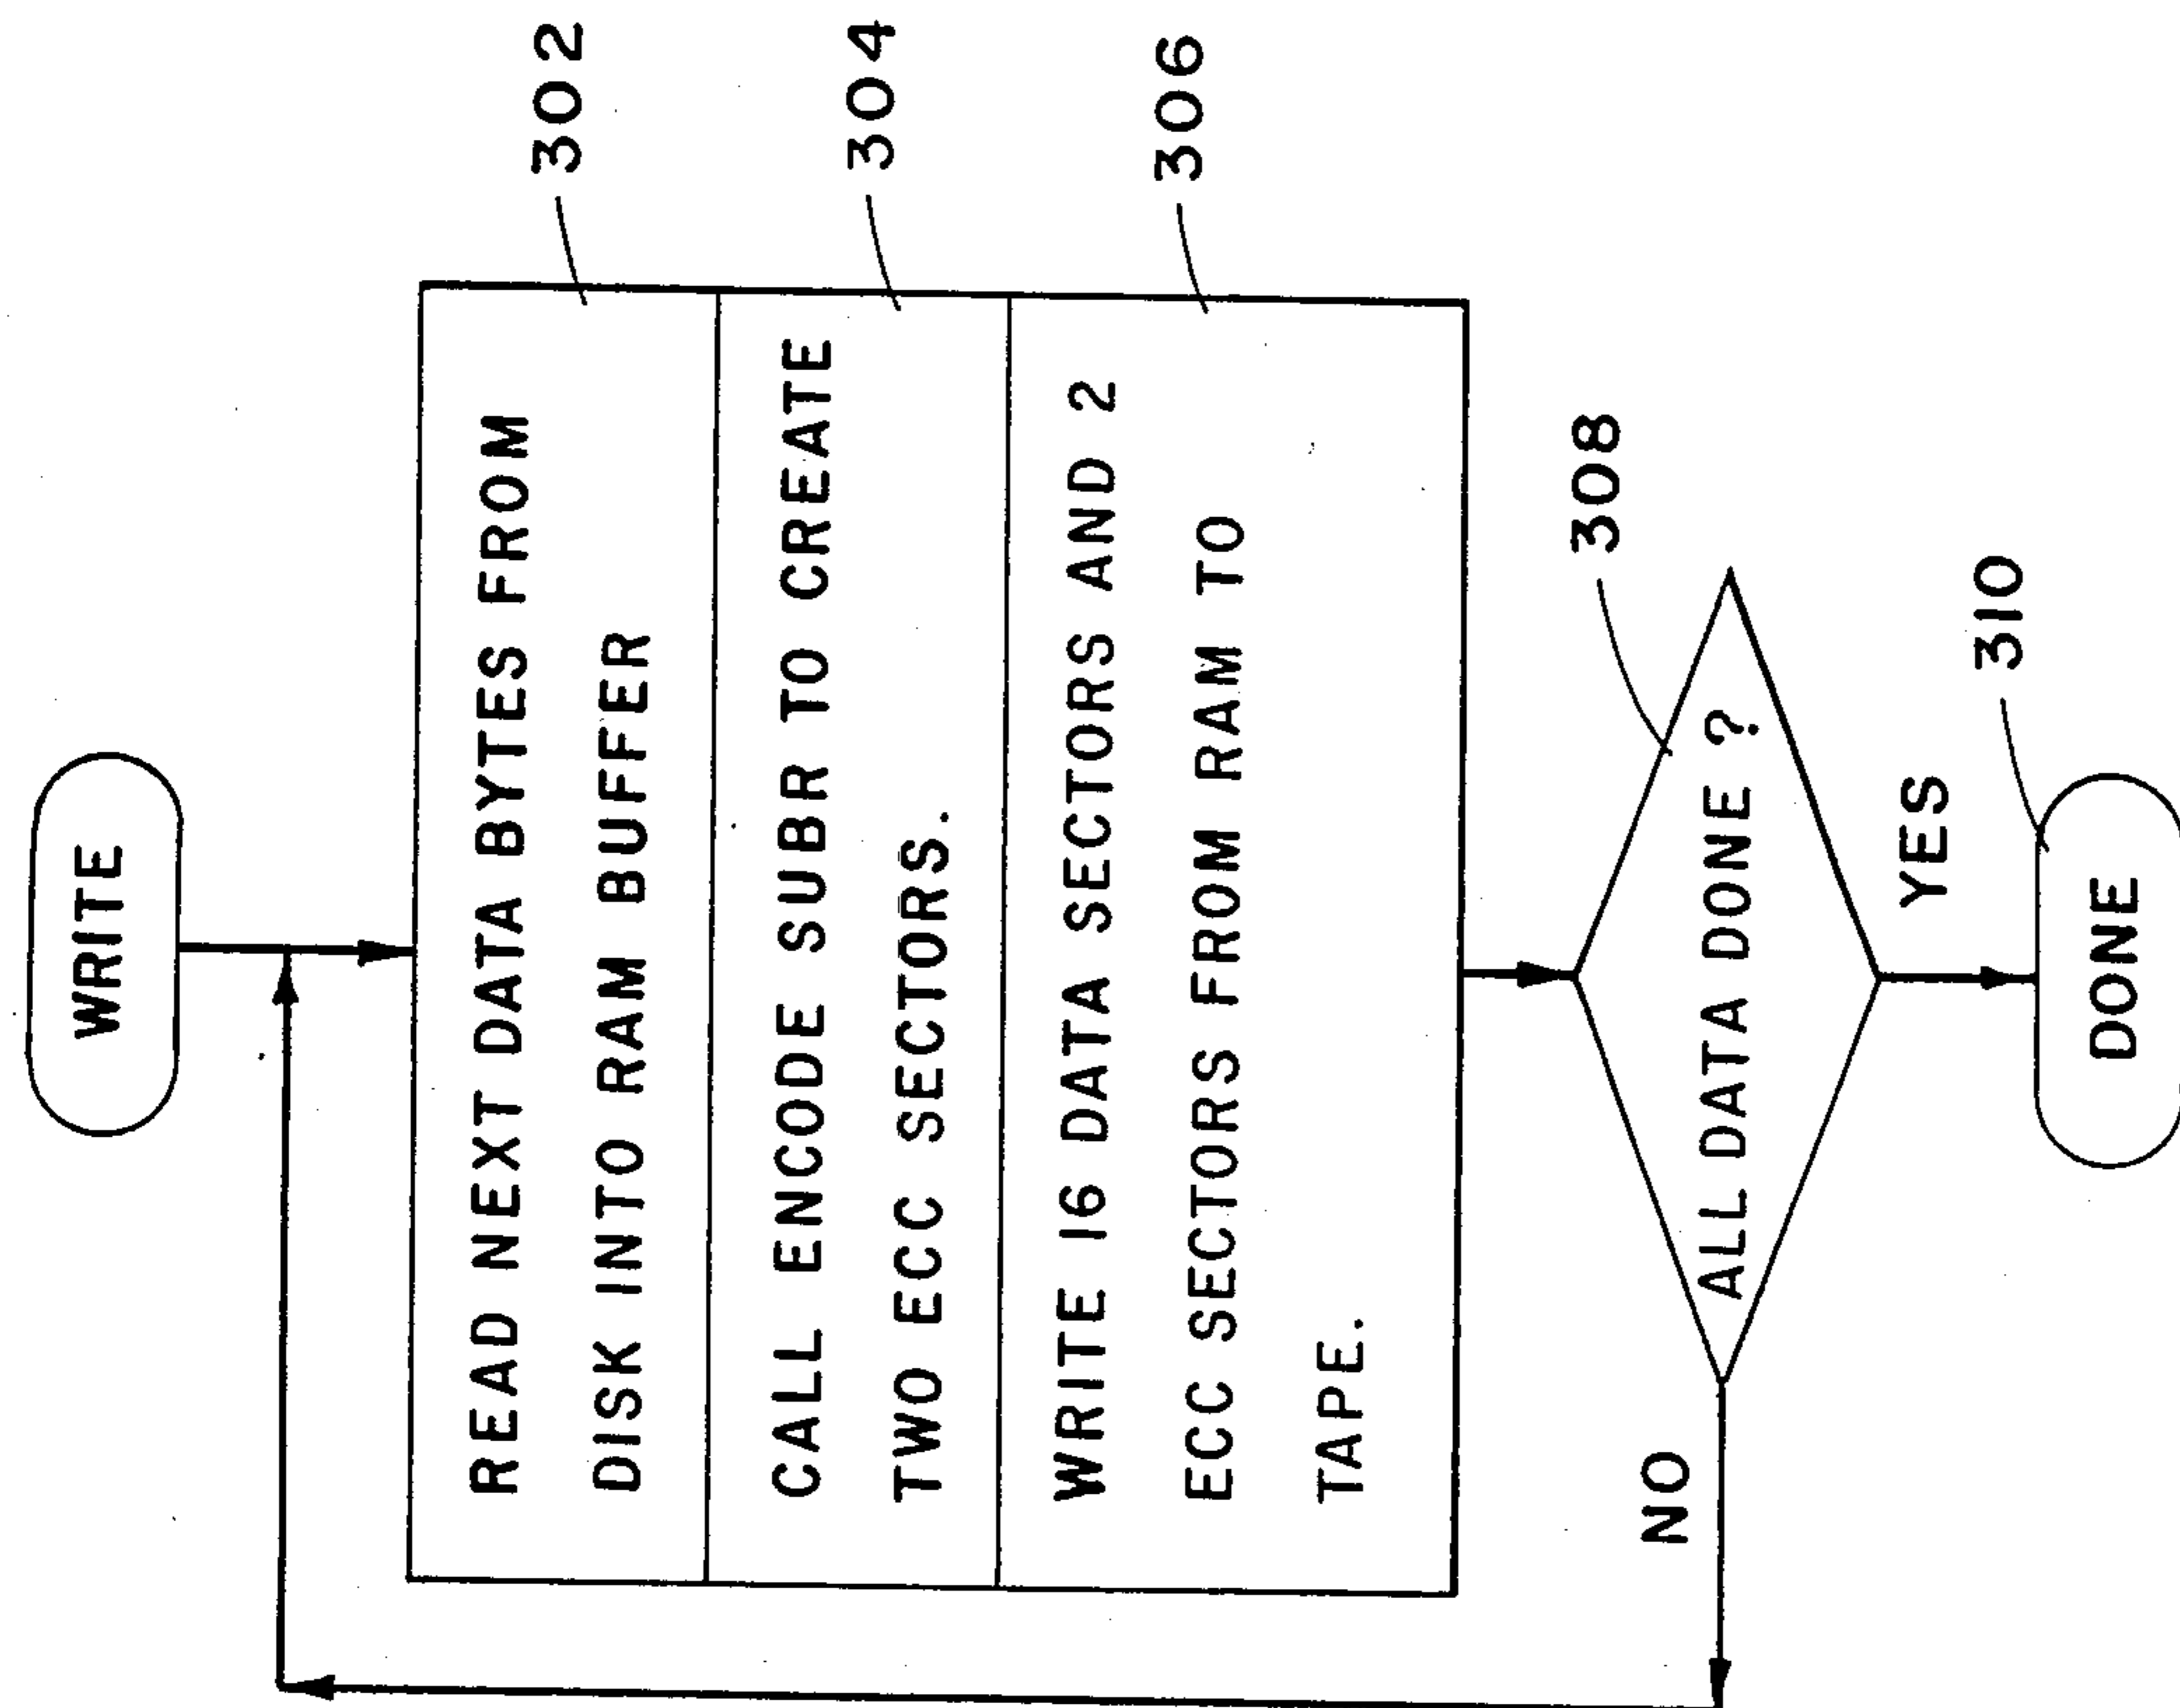 WRITE
READ NEXT DATA BYTES FROM
DISK INTO RAM BUFFER
302
CALL ENCODE SUBR TO CREATE
TWO ECC SECTORS.
304
WRITE 16 DATA SECTORS AND 2
ECC SECTORS FROM RAM TO
TAPE.
306
ALL DATA DONE ?
308
NO
YES
DONE
310